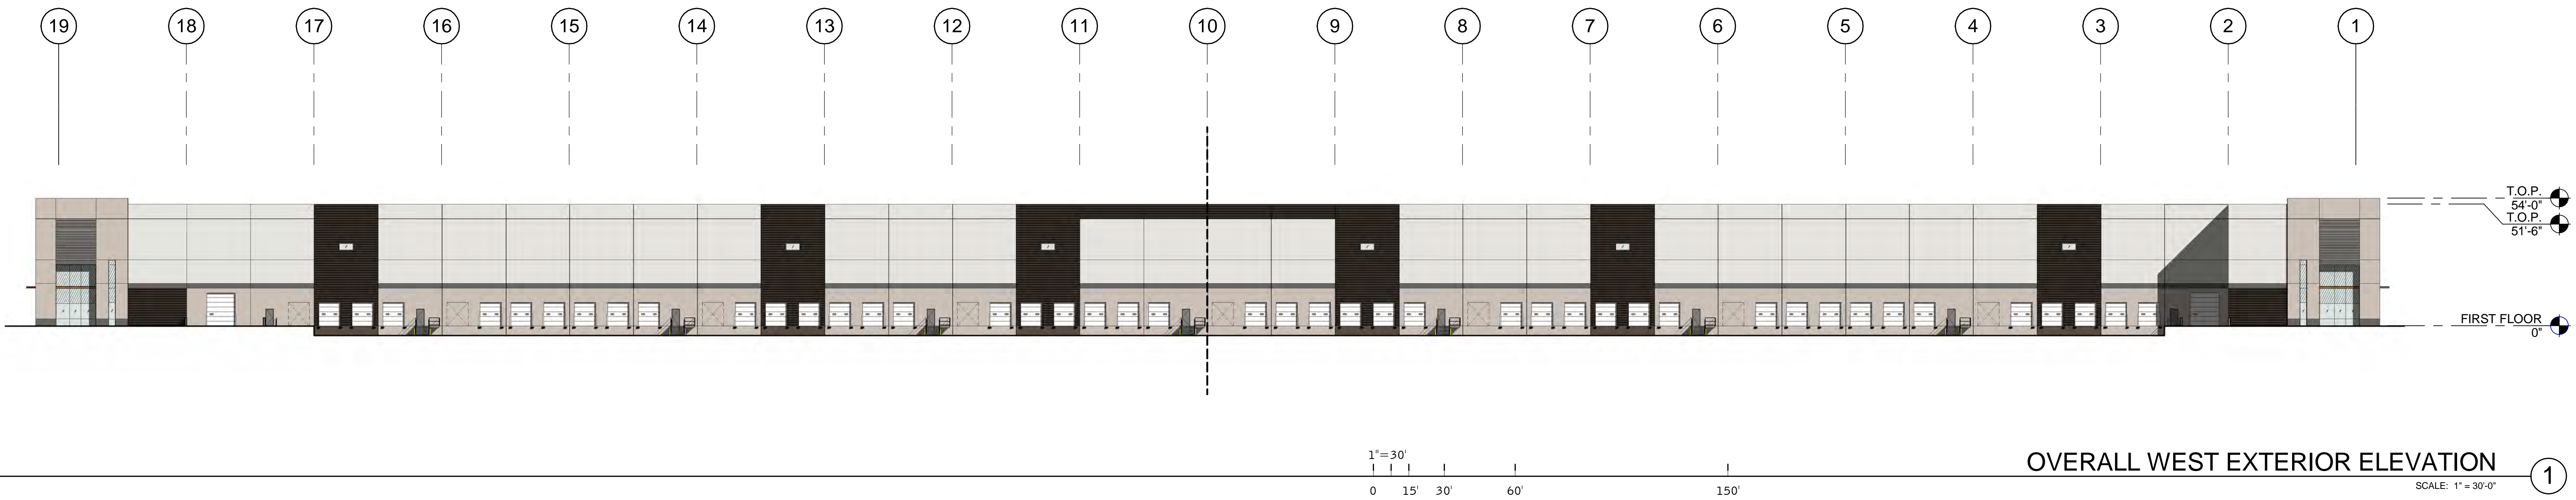 19 18 17 16 15 14 13 12 11 10 9 8 7 6 5 4 3 2 1
T.O.P.
54'-0"
T.O.P.
51'-6"
FIRST FLOOR
0"
1"=30'
0 15' 30' 60' 150'
OVERALL WEST EXTERIOR ELEVATION
1
SCALE: 1" = 30'-0"